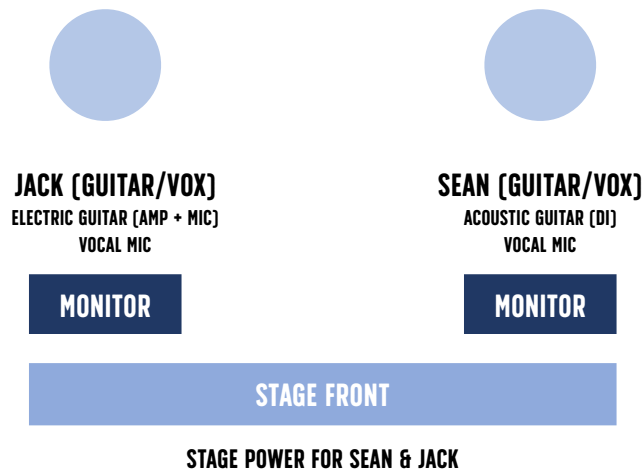 JACK (GUITAR/VOX)
ELECTRIC GUITAR (AMP + MIC)
VOCAL MIC
MONITOR
SEAN (GUITAR/VOX)
ACOUSTIC GUITAR (DI)
VOCAL MIC
MONITOR
STAGE FRONT
STAGE POWER FOR SEAN & JACK